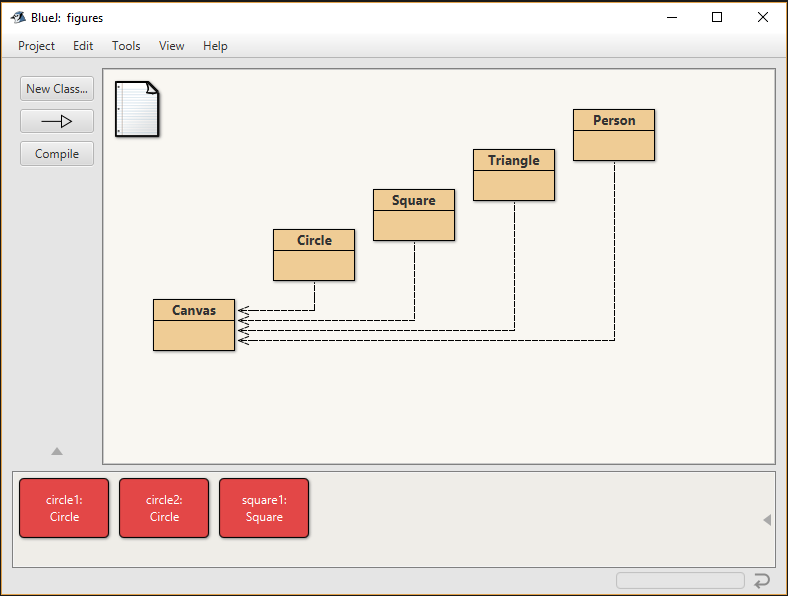 BlueJ: figures
Project Edit Tools View Help
New Class...
Compile
Person
Triangle
Square
Circle
Canvas
circle1:
Circle
circle2:
Circle
square1:
Square